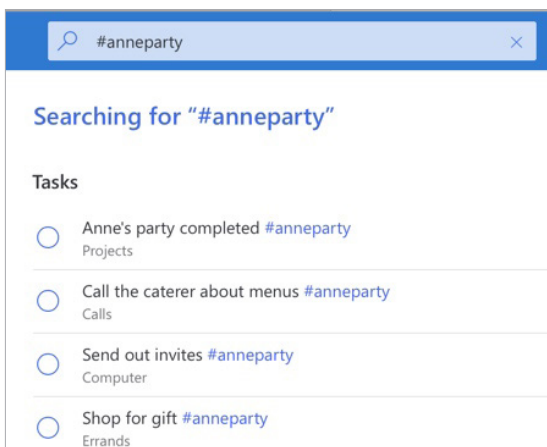 #anneparty
Searching for “#anneparty”
Tasks
Anne's party completed #anneparty
Projects
Call the caterer about menus #anneparty
Calls
Send out invites #anneparty
Computer
Shop for gift #anneparty
Errands